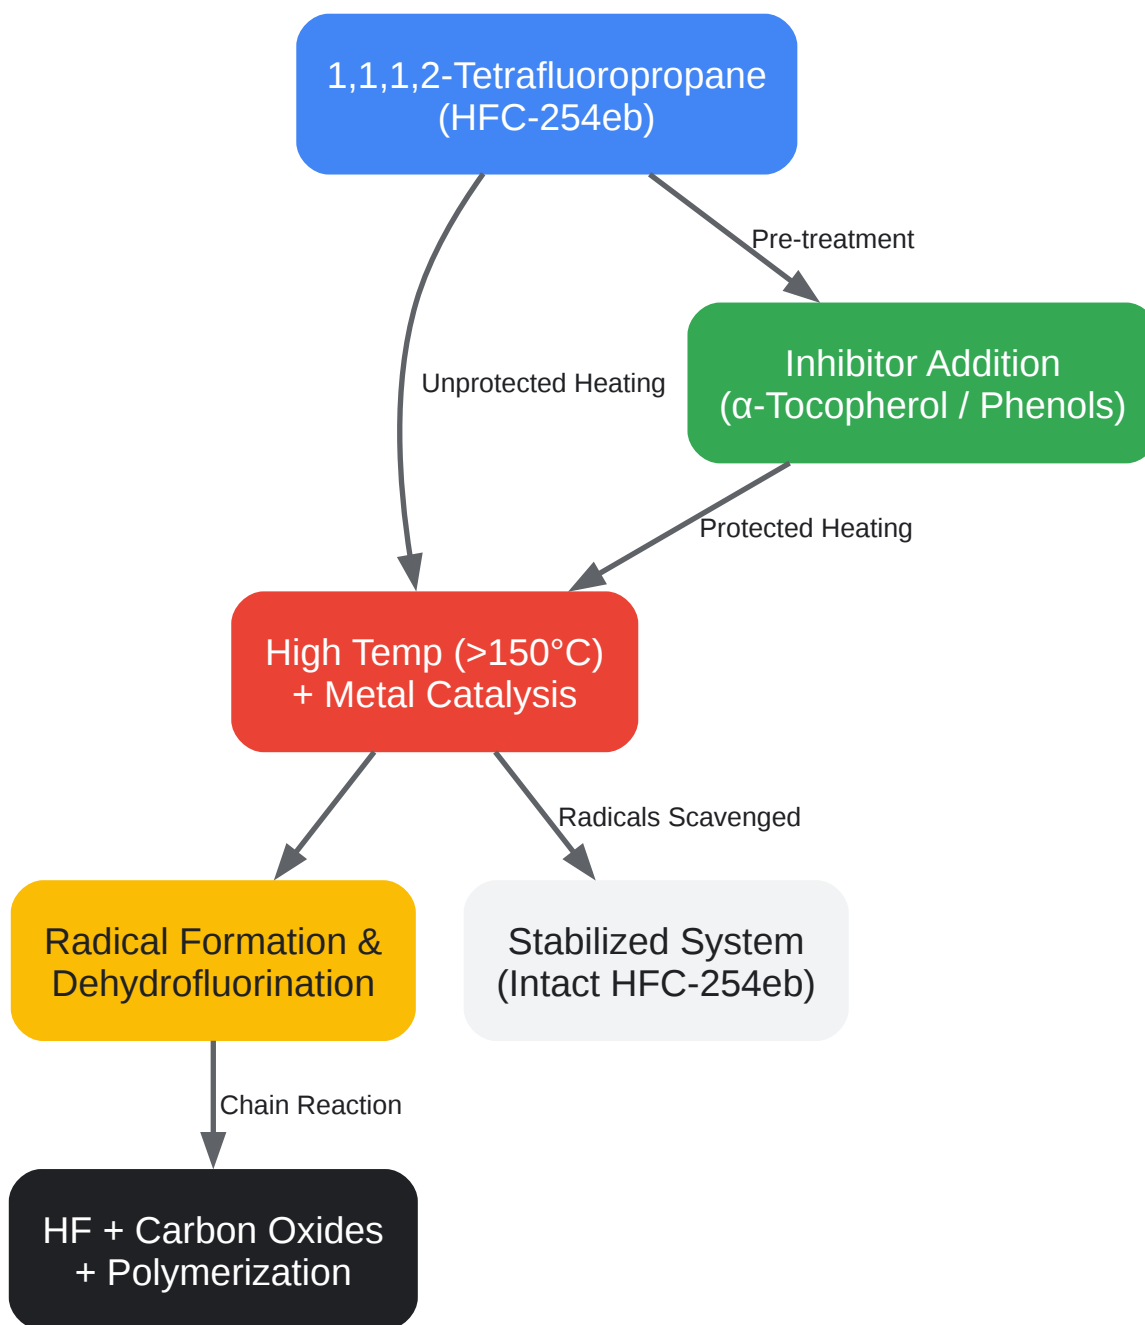 1,1,1,2-Tetrafluoropropane
(HFC-254eb)
Pre-treatment
Inhibitor Addition
(α-Tocopherol / Phenols)
Unprotected Heating
Protected Heating
High Temp (>150°C)
+ Metal Catalysis
Radicals Scavenged
Radical Formation &
Dehydrofluorination
Stabilized System
(Intact HFC-254eb)
Chain Reaction
HF + Carbon Oxides
+ Polymerization